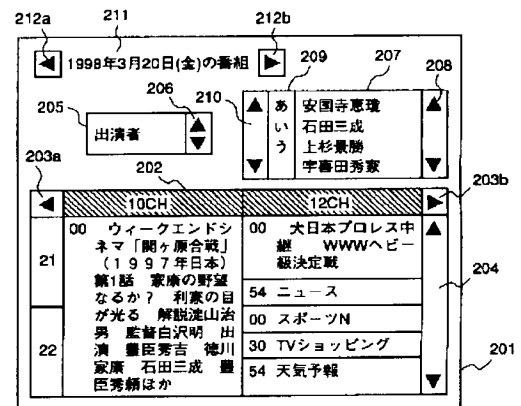 212a
211
212b
1998年3月20日(金)の番組
209
207
208
205
206
210
出演者
あ
い
う
安国寺恵瓊
石田三成
上杉景勝
宇喜田秀家
203a
202
203b
10CH
12CH
21
22
00 ウィークエンドシ
ネマ「関ヶ原合戦」
(1997年日本)
第1話 家康の野望
なるか? 利家の目
が光る 解説淀山治
男 監督白沢明 出
演 豊臣秀吉 徳川
家康 石田三成 豊
臣秀頼ほか
00 大日本プロレス中
継 WWWヘビー
級決定戦
54 ニュース
00 スポーツN
30 TVショッピング
54 天気予報
204
201